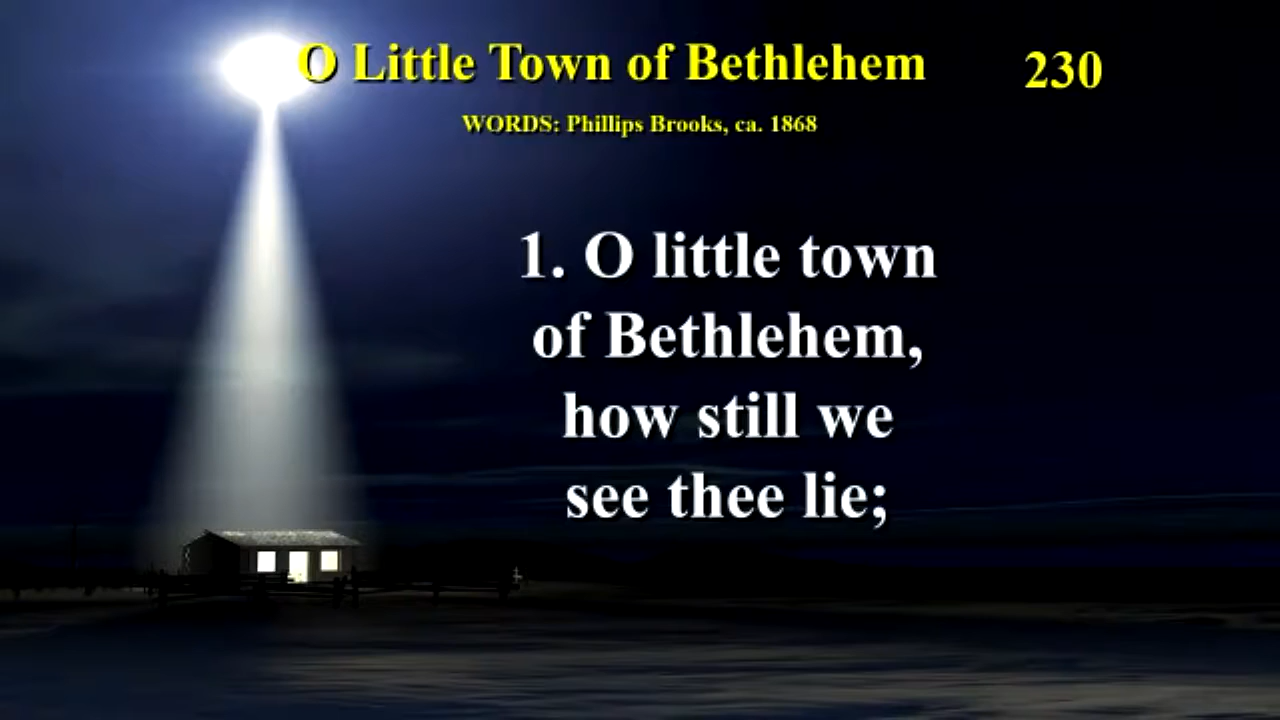 O Little Town of Bethlehem 230
WORDS: Phillips Brooks, ca. 1868
1. O little town
of Bethlehem,
how still we
see thee lie;